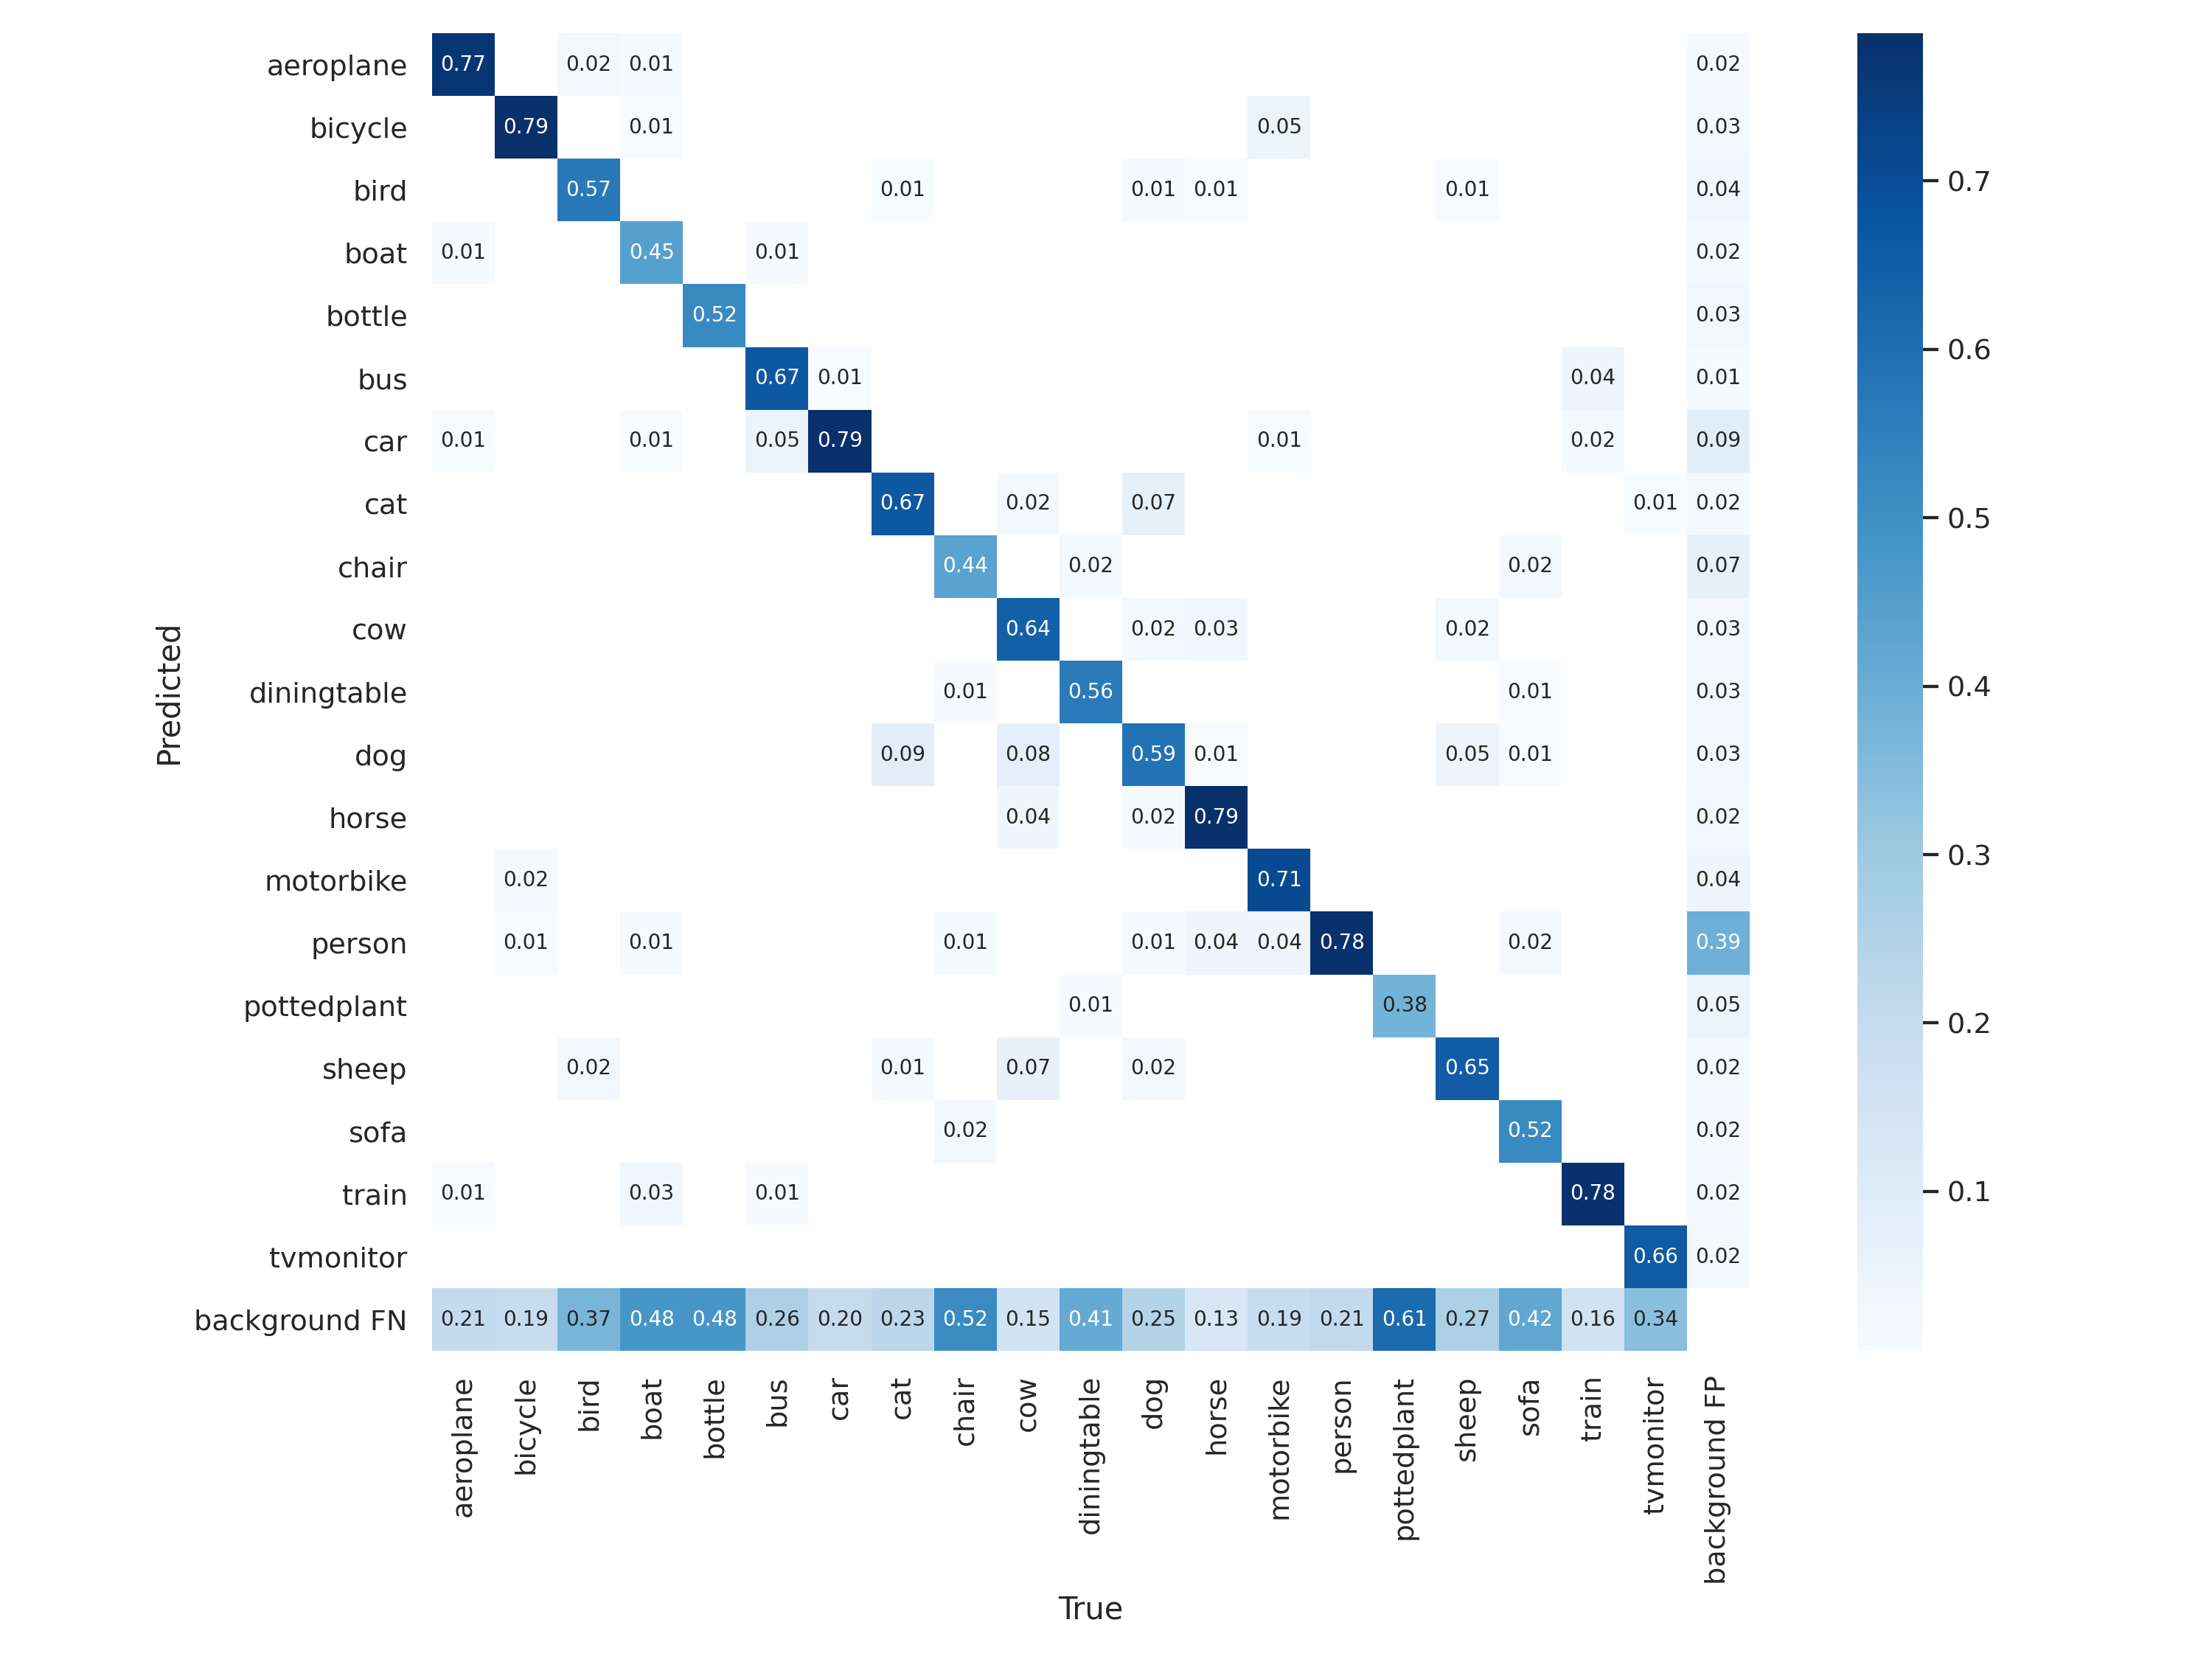 aeroplane 0.77 0.02 0.01 0.02
bicycle 0.79 0.01 0.05 0.03
bird 0.57 0.01 0.01 0.01 0.01 0.04
boat 0.01 0.45 0.01 0.02
bottle 0.52 0.03
bus 0.67 0.01 0.04 0.01
car 0.01 0.01 0.05 0.79 0.01 0.02 0.09
cat 0.67 0.02 0.07 0.01 0.02
chair 0.44 0.02 0.02 0.07
cow 0.64 0.02 0.03 0.02 0.03
diningtable 0.01 0.56 0.01 0.03
dog 0.09 0.08 0.59 0.01 0.05 0.01 0.03
horse 0.04 0.02 0.79 0.02
motorbike 0.02 0.71 0.04
person 0.01 0.01 0.01 0.01 0.04 0.04 0.78 0.02 0.39
pottedplant 0.01 0.38 0.05
sheep 0.02 0.01 0.07 0.02 0.65 0.02
sofa 0.02 0.52 0.02
train 0.01 0.03 0.01 0.78 0.02
tvmonitor 0.66 0.02
background FN 0.21 0.19 0.37 0.48 0.48 0.26 0.20 0.23 0.52 0.15 0.41 0.25 0.13 0.19 0.21 0.61 0.27 0.42 0.16 0.34
Predicted
aeroplane
bicycle
bird
boat
bottle
bus
car
cat
chair
cow
diningtable
dog
horse
motorbike
person
pottedplant
sheep
sofa
train
tvmonitor
background FP
True
0.7
0.6
0.5
0.4
0.3
0.2
0.1